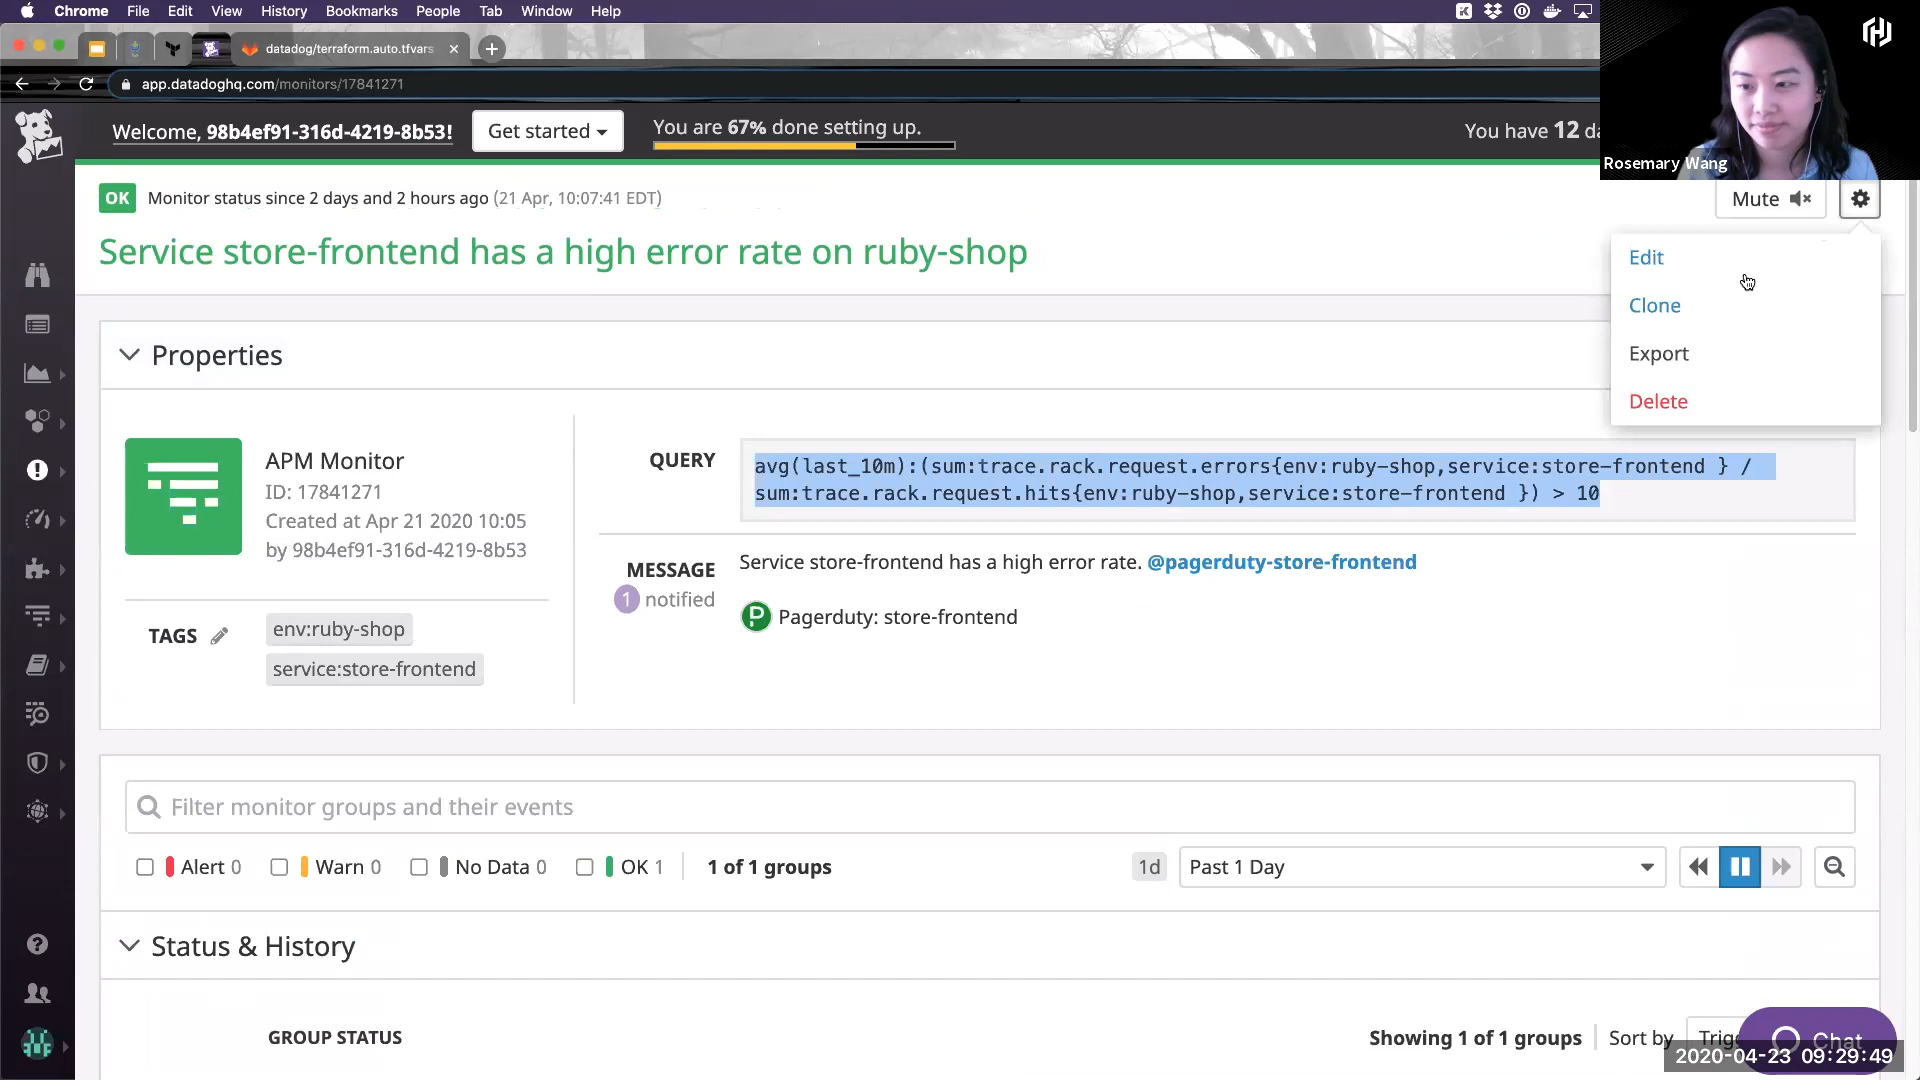 Chrome File Edit View History Bookmarks People Tab Window Help
datadog/terraform.auto.tfvars
app.datadoghq.com/monitors/17841271
Welcome, 98b4ef91-316d-4219-8b53!
Get started
You are 67% done setting up.
You have 12
Rosemary Wang
OK Monitor status since 2 days and 2 hours ago (21 Apr, 10:07:41 EDT)
Mute
Service store-frontend has a high error rate on ruby-shop
Edit
Clone
Export
Delete
Properties
APM Monitor
ID: 17841271
Created at Apr 21 2020 10:05
by 98b4ef91-316d-4219-8b53
TAGS
env:ruby-shop
service:store-frontend
QUERY
avg(last_10m):(sum:trace.rack.request.errors{env:ruby-shop,service:store-frontend } /
sum:trace.rack.request.hits{env:ruby-shop,service:store-frontend }) > 10
MESSAGE
1 notified
Service store-frontend has a high error rate. @pagerduty-store-frontend
P Pagerduty: store-frontend
Filter monitor groups and their events
Alert 0 Warn 0 No Data 0 OK 1 1 of 1 groups
1d Past 1 Day
Status & History
GROUP STATUS
Showing 1 of 1 groups Sort by
Chat
2020-04-23 09:29:49